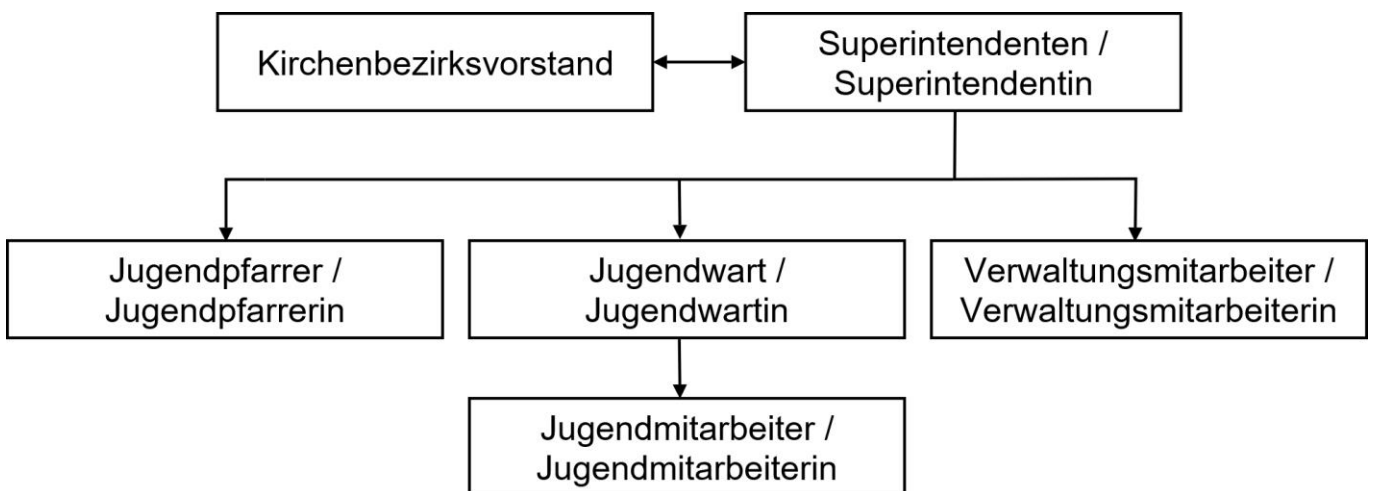 Kirchenbezirksvorstand
Superintendenten /
Superintendentin
Jugendpfarrer /
Jugendpfarrerin
Jugendwart /
Jugendwartin
Verwaltungsmitarbeiter /
Verwaltungsmitarbeiterin
Jugendmitarbeiter /
Jugendmitarbeiterin